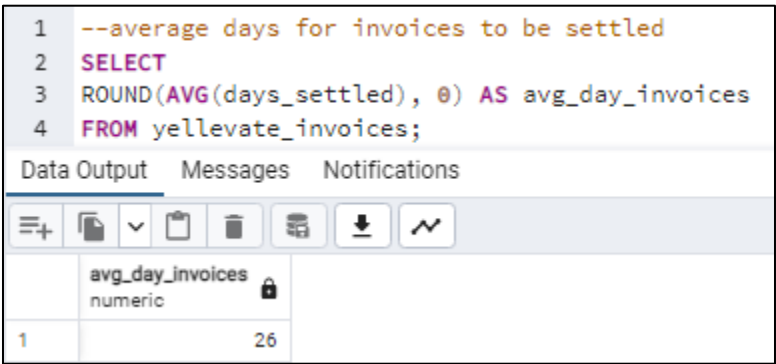 1 --average days for invoices to be settled
2 SELECT
3 ROUND(AVG(days_settled), 0) AS avg_day_invoices
4 FROM yellevate_invoices;
Data Output Messages Notifications
avg_day_invoices
numeric
1 26